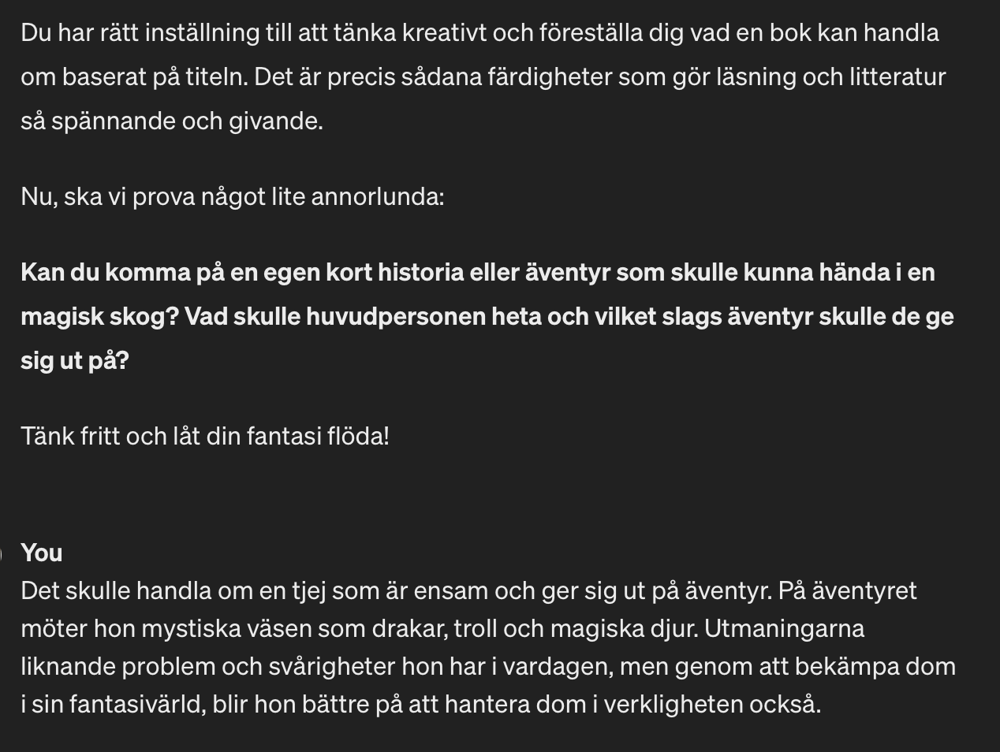 Du har rätt inställning till att tänka kreativt och föreställa dig vad en bok kan handla
om baserat på titeln. Det är precis sådana färdigheter som gör läsning och litteratur
så spännande och givande.
Nu, ska vi prova något lite annorlunda:
Kan du komma på en egen kort historia eller äventyr som skulle kunna hända i en
magisk skog? Vad skulle huvudpersonen heta och vilket slags äventyr skulle de ge
sig ut på?
Tänk fritt och låt din fantasi flöda!
You
Det skulle handla om en tjej som är ensam och ger sig ut på äventyr. På äventyret
möter hon mystiska väsen som drakar, troll och magiska djur. Utmaningarna
liknande problem och svårigheter hon har i vardagen, men genom att bekämpa dom
i sin fantasivärld, blir hon bättre på att hantera dom i verkligheten också.